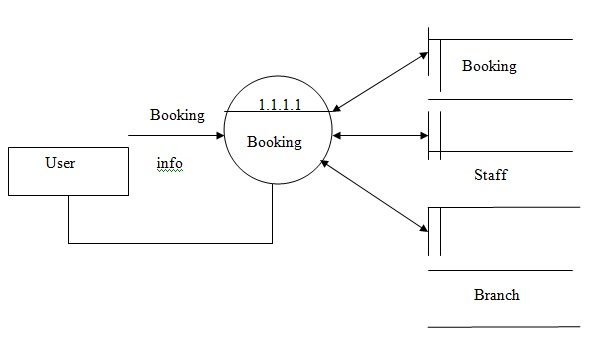 Booking
1.1.1.1
Booking
Booking
User
info
Staff
Branch